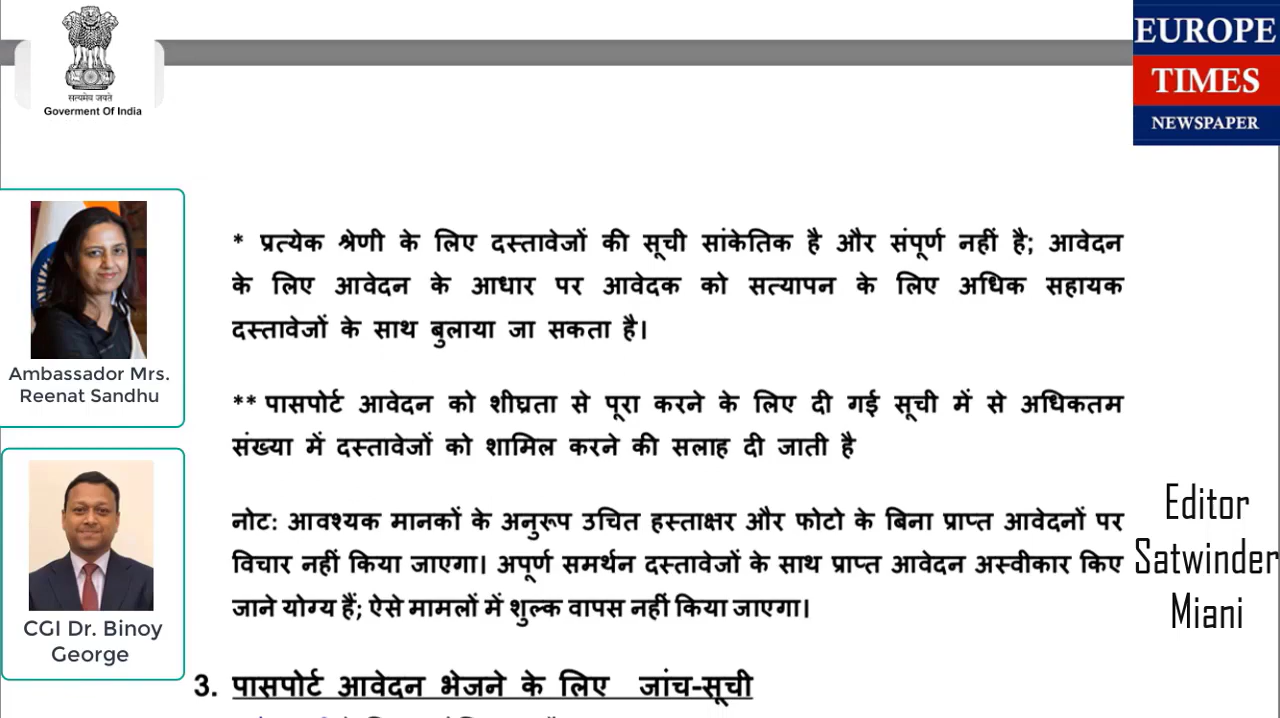 सत्यमेव जयते
Goverment Of India
EUROPE
TIMES
NEWSPAPER
Ambassador Mrs.
Reenat Sandhu
CGI Dr. Binoy
George
* प्रत्येक श्रेणी के लिए दस्तावेजों की सूची सांकेतिक है और संपूर्ण नहीं है; आवेदन
के लिए आवेदन के आधार पर आवेदक को सत्यापन के लिए अधिक सहायक
दस्तावेजों के साथ बुलाया जा सकता है।
** पासपोर्ट आवेदन को शीघ्रता से पूरा करने के लिए दी गई सूची में से अधिकतम
संख्या में दस्तावेजों को शामिल करने की सलाह दी जाती है
नोट: आवश्यक मानकों के अनुरूप उचित हस्ताक्षर और फोटो के बिना प्राप्त आवेदनों पर
विचार नहीं किया जाएगा। अपूर्ण समर्थन दस्तावेजों के साथ प्राप्त आवेदन अस्वीकार किए
जाने योग्य हैं; ऐसे मामलों में शुल्क वापस नहीं किया जाएगा।
3. पासपोर्ट आवेदन भेजने के लिए जांच-सूची
Editor
Satwinder
Miani